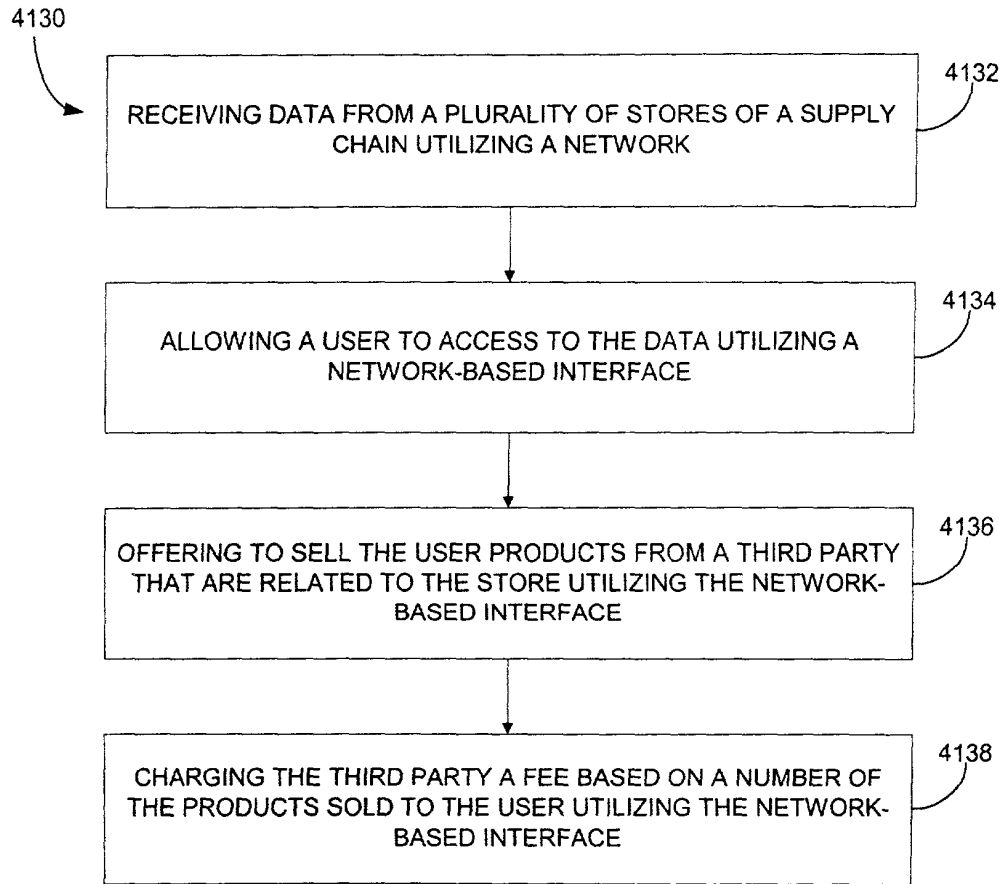 4130
4132
RECEIVING DATA FROM A PLURALITY OF STORES OF A SUPPLY
CHAIN UTILIZING A NETWORK
4134
ALLOWING A USER TO ACCESS TO THE DATA UTILIZING A
NETWORK-BASED INTERFACE
4136
OFFERING TO SELL THE USER PRODUCTS FROM A THIRD PARTY
THAT ARE RELATED TO THE STORE UTILIZING THE NETWORK-
BASED INTERFACE
4138
CHARGING THE THIRD PARTY A FEE BASED ON A NUMBER OF
THE PRODUCTS SOLD TO THE USER UTILIZING THE NETWORK-
BASED INTERFACE